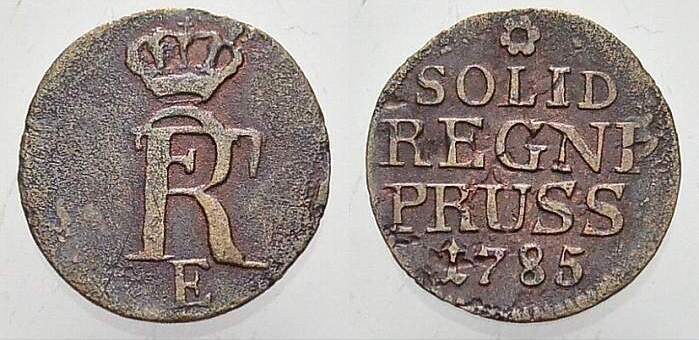 FR
E
SOLID
REGNI
PRUSS
1785